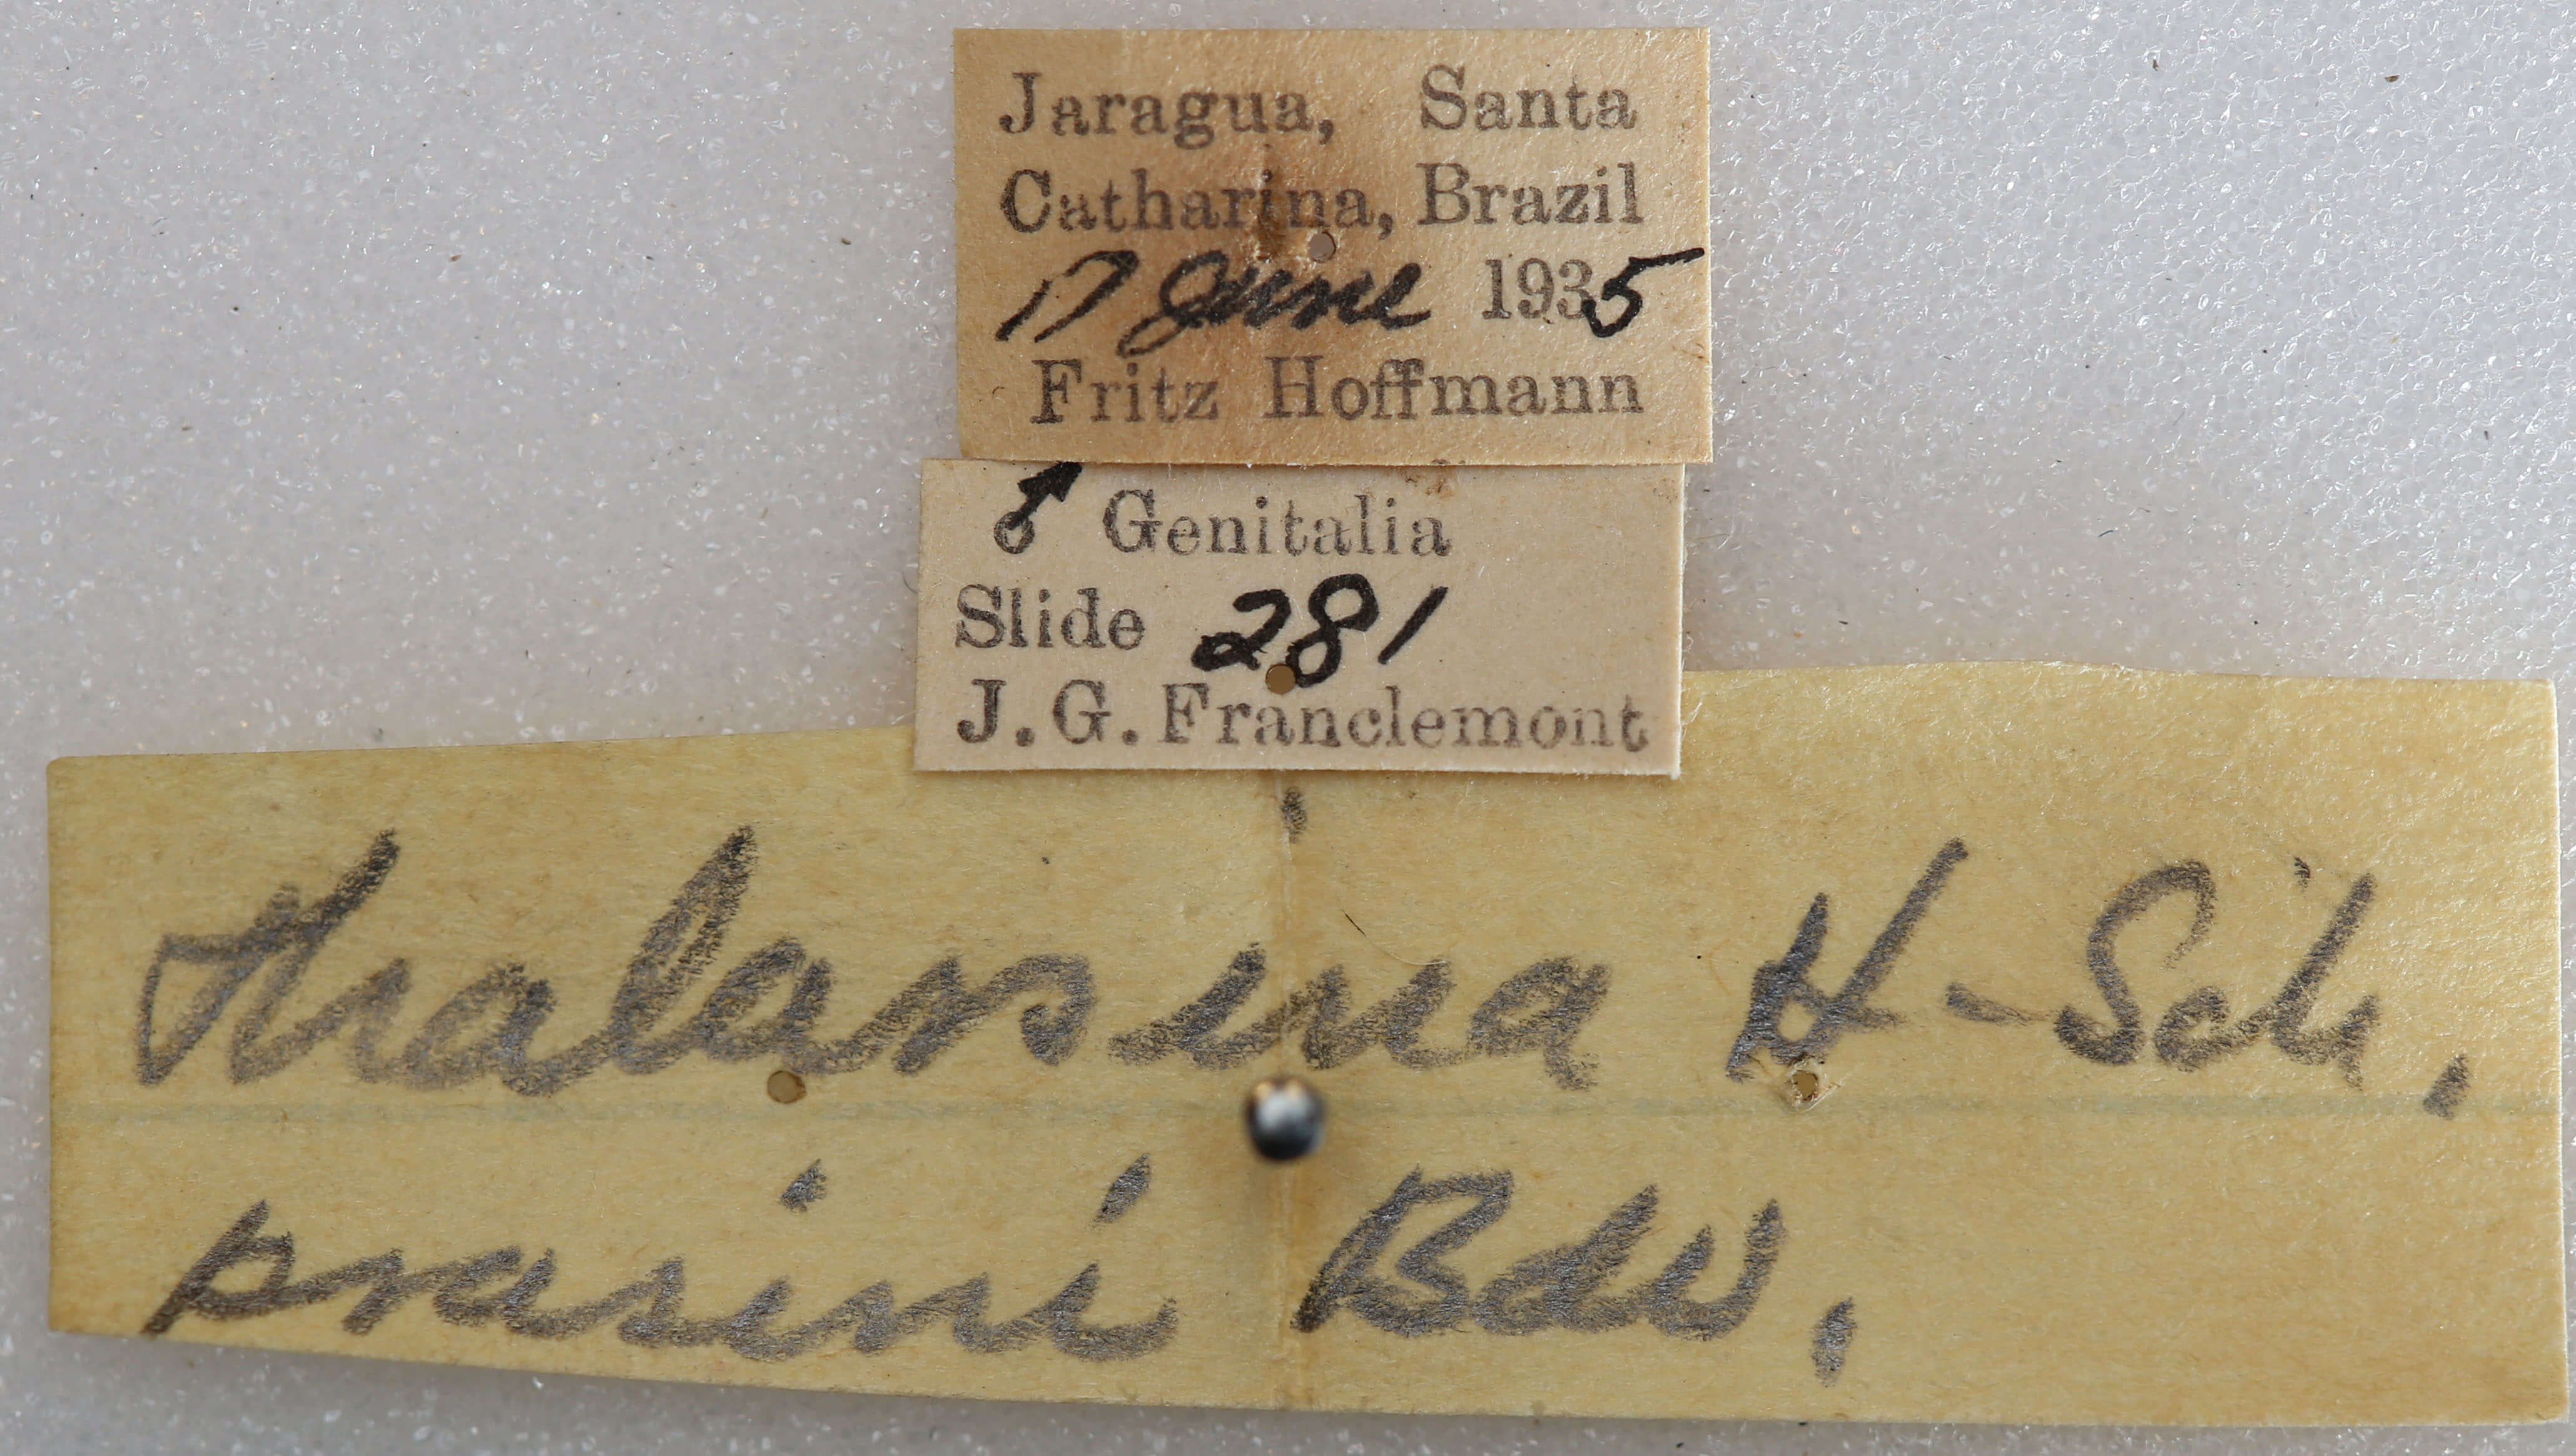 Jaragua, Santa
Catharina, Brazil
17 June 1935
Fritz Hoffmann
♂ Genitalia
Slide 281
J. G. Franclemont
thalassina H-Sch.
prasini Bdv.